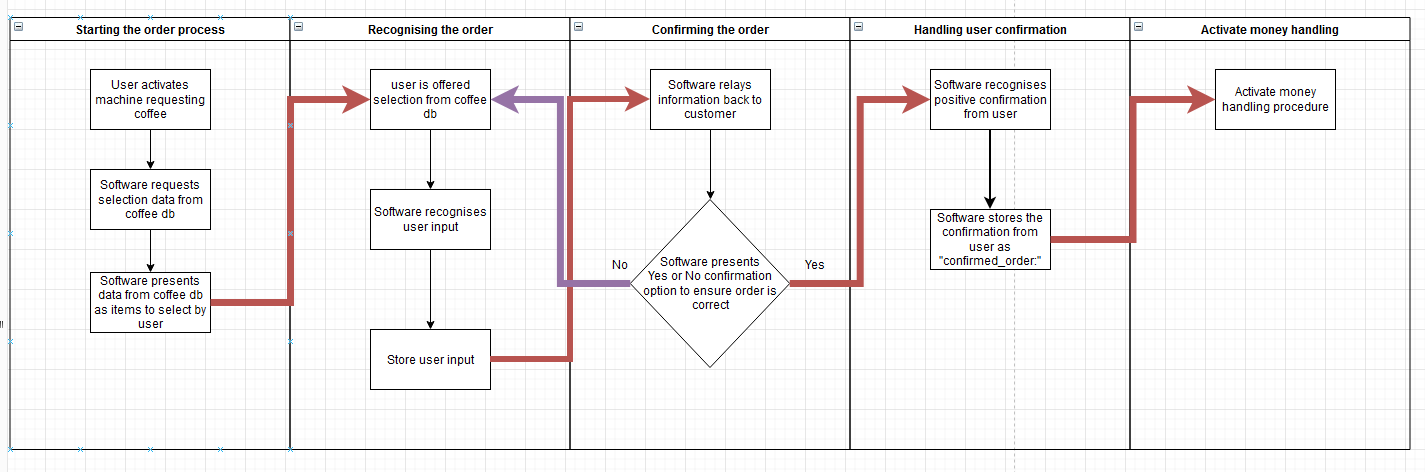 Starting the order process
Recognising the order
Confirming the order
Handling user confirmation
Activate money handling
User activates
machine requesting
coffee
Software requests
selection data from
coffee db
Software presents
data from coffee db
as items to select by
user
user is offered
selection from coffee
db
Software recognises
user input
Store user input
Software relays
information back to
customer
No
Software presents
Yes or No confirmation
option to ensure order is
correct
Yes
Software recognises
positive confirmation
from user
Software stores the
confirmation from
user as
"confirmed_order:"
Activate money
handling procedure